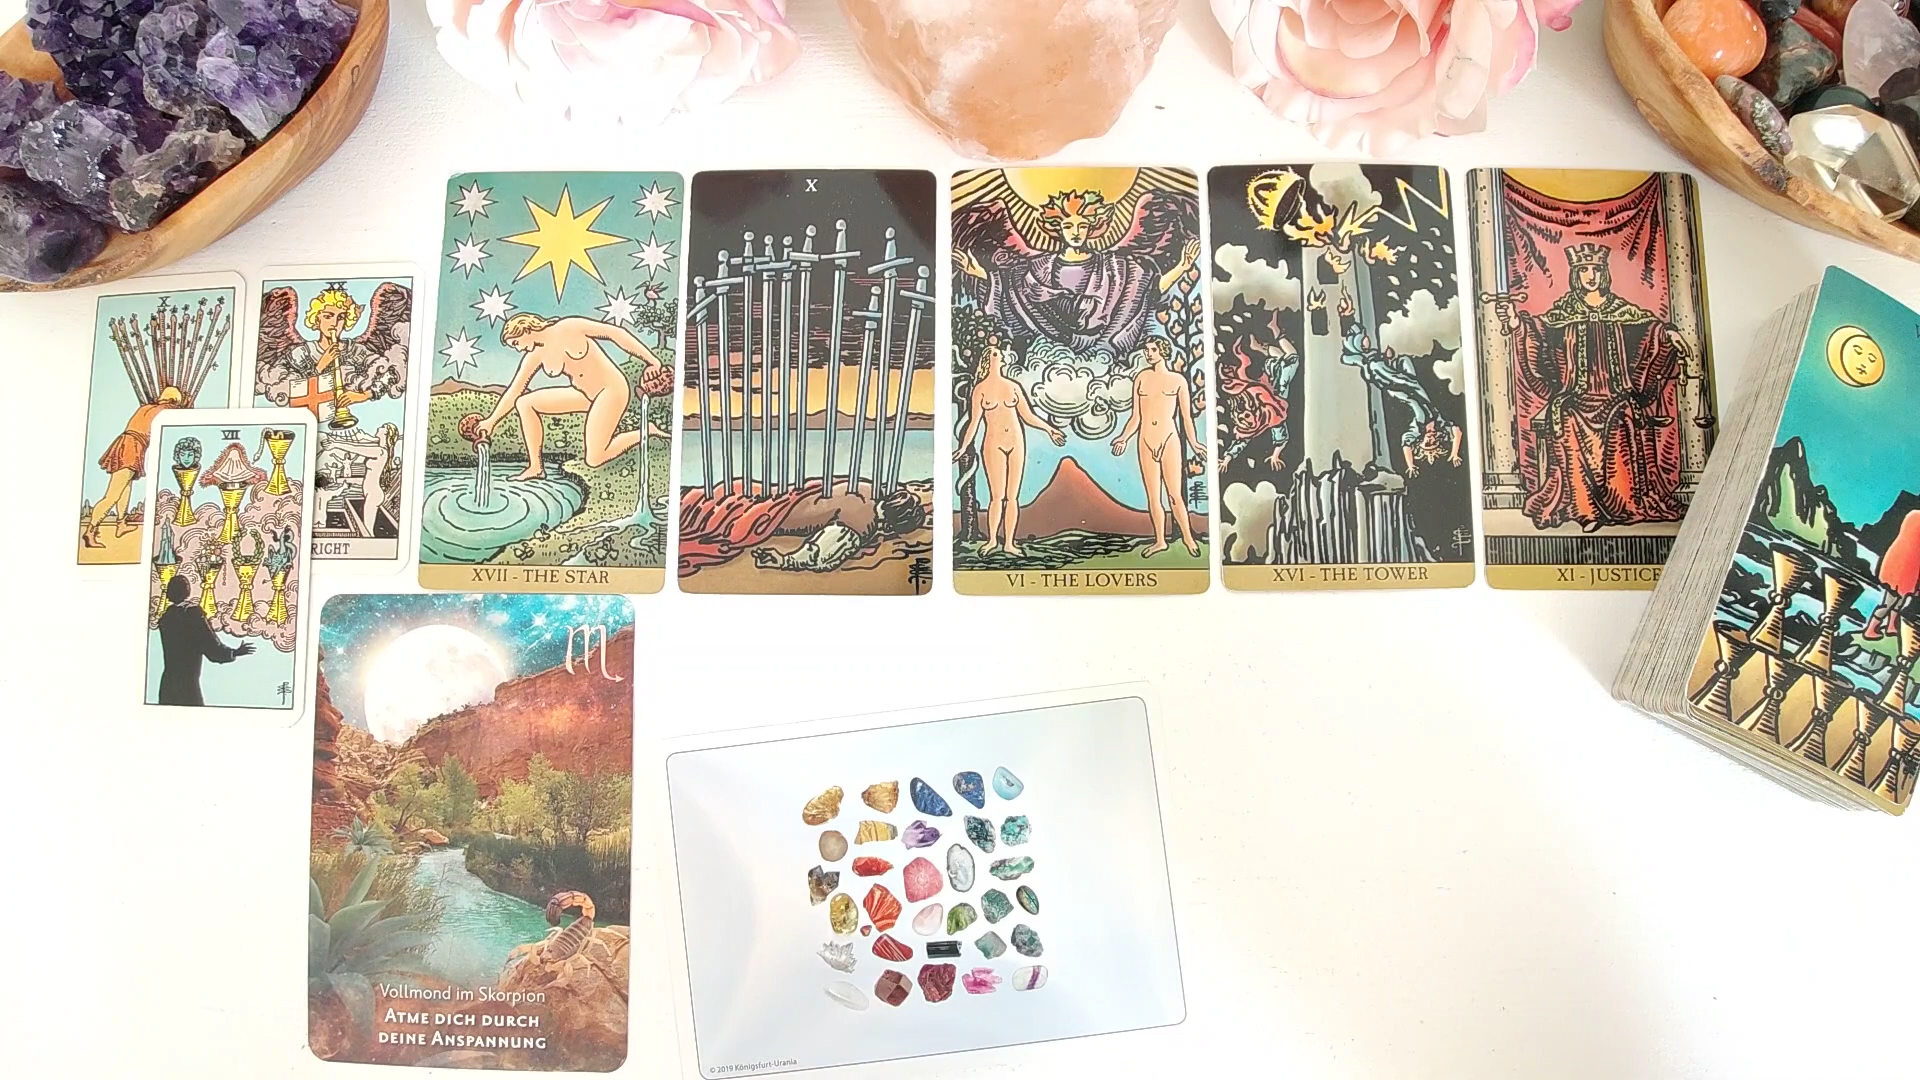 X
XX
VII
RIGHT
XVII - THE STAR
X
VI - THE LOVERS
XVI - THE TOWER
XI - JUSTICE
Vollmond im Skorpion
ATME DICH DURCH
DEINE ANSPANNUNG
© 2019 Königsfurt-Urania